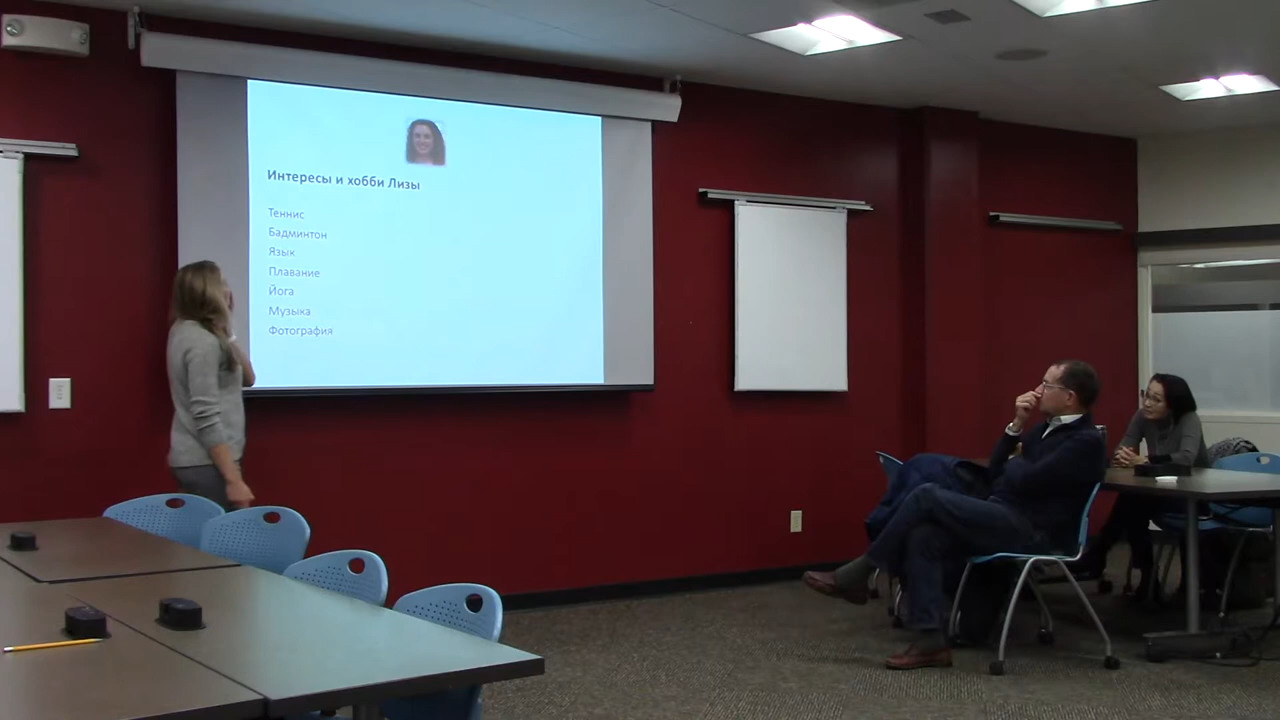 Интересы и хобби Лизы
Теннис
Бадминтон
Язык
Плавание
Йога
Музыка
Фотография